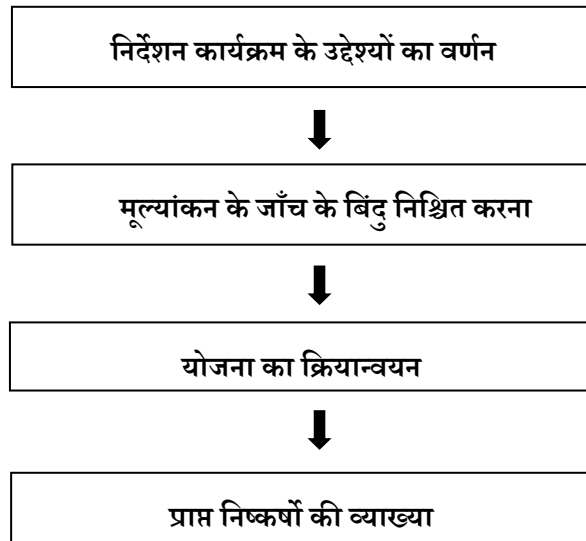 निर्देशन कार्यक्रम के उद्देश्यों का वर्णन
मूल्यांकन के जाँच के बिंदु निश्चित करना
योजना का क्रियान्वयन
प्राप्त निष्कर्षो की व्याख्या